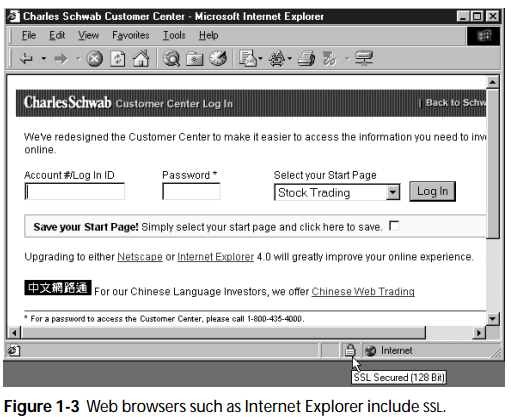 Charles Schwab Customer Center - Microsoft Internet Explorer
File Edit View Favorites Tools Help
Charles Schwab Customer Center Log In | Back to Schw
We've redesigned the Customer Center to make it easier to access the information you need to inve
online.
Account #/Log In ID Password * Select your Start Page
Stock Trading Log In
Save your Start Page! Simply select your start page and click here to save.
Upgrading to either Netscape or Internet Explorer 4.0 will greatly improve your online experience.
中文網路通 For our Chinese Language Investors, we offer Chinese Web Trading
* For a password to access the Customer Center, please call 1-800-435-4000.
Internet
SSL Secured (128 Bit)
Figure 1-3 Web browsers such as Internet Explorer include SSL.